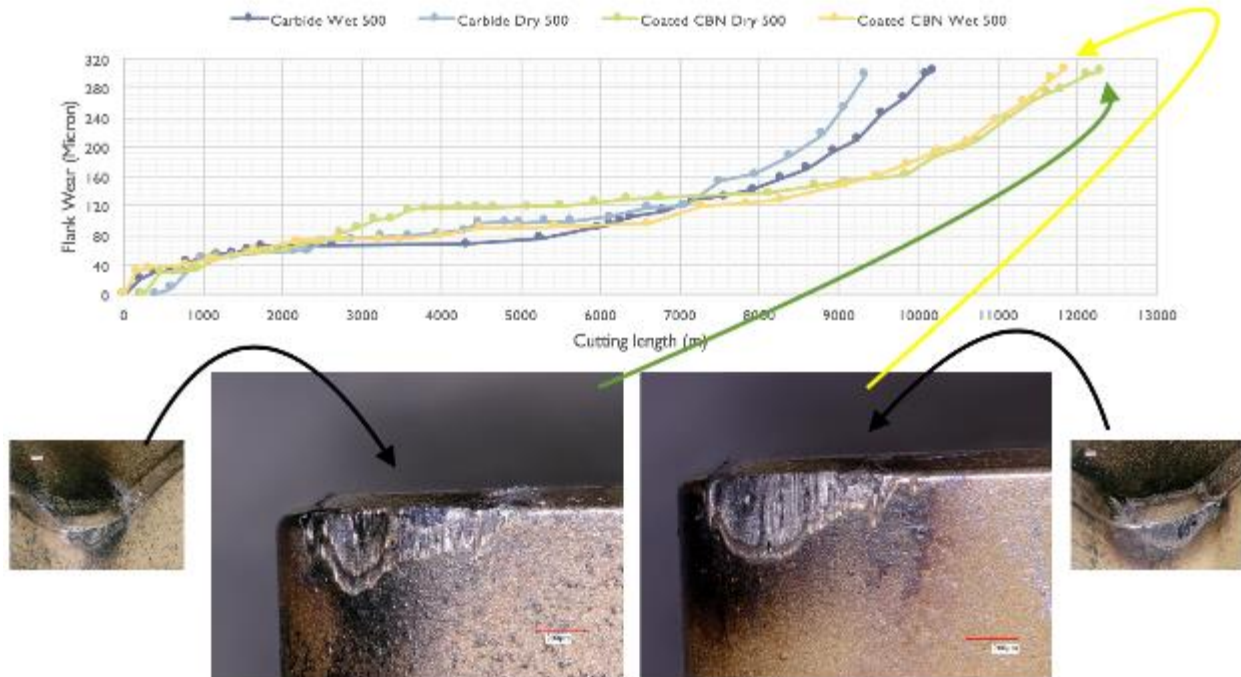 Carbide Wet 500 Carbide Dry 500 Coated CBN Dry 500 Coated CBN Wet 500
Flank Wear (Micron)
320
280
240
200
160
120
80
40
0
0 1000 2000 3000 4000 5000 6000 7000 8000 9000 10000 11000 12000 13000
Cutting length (m)